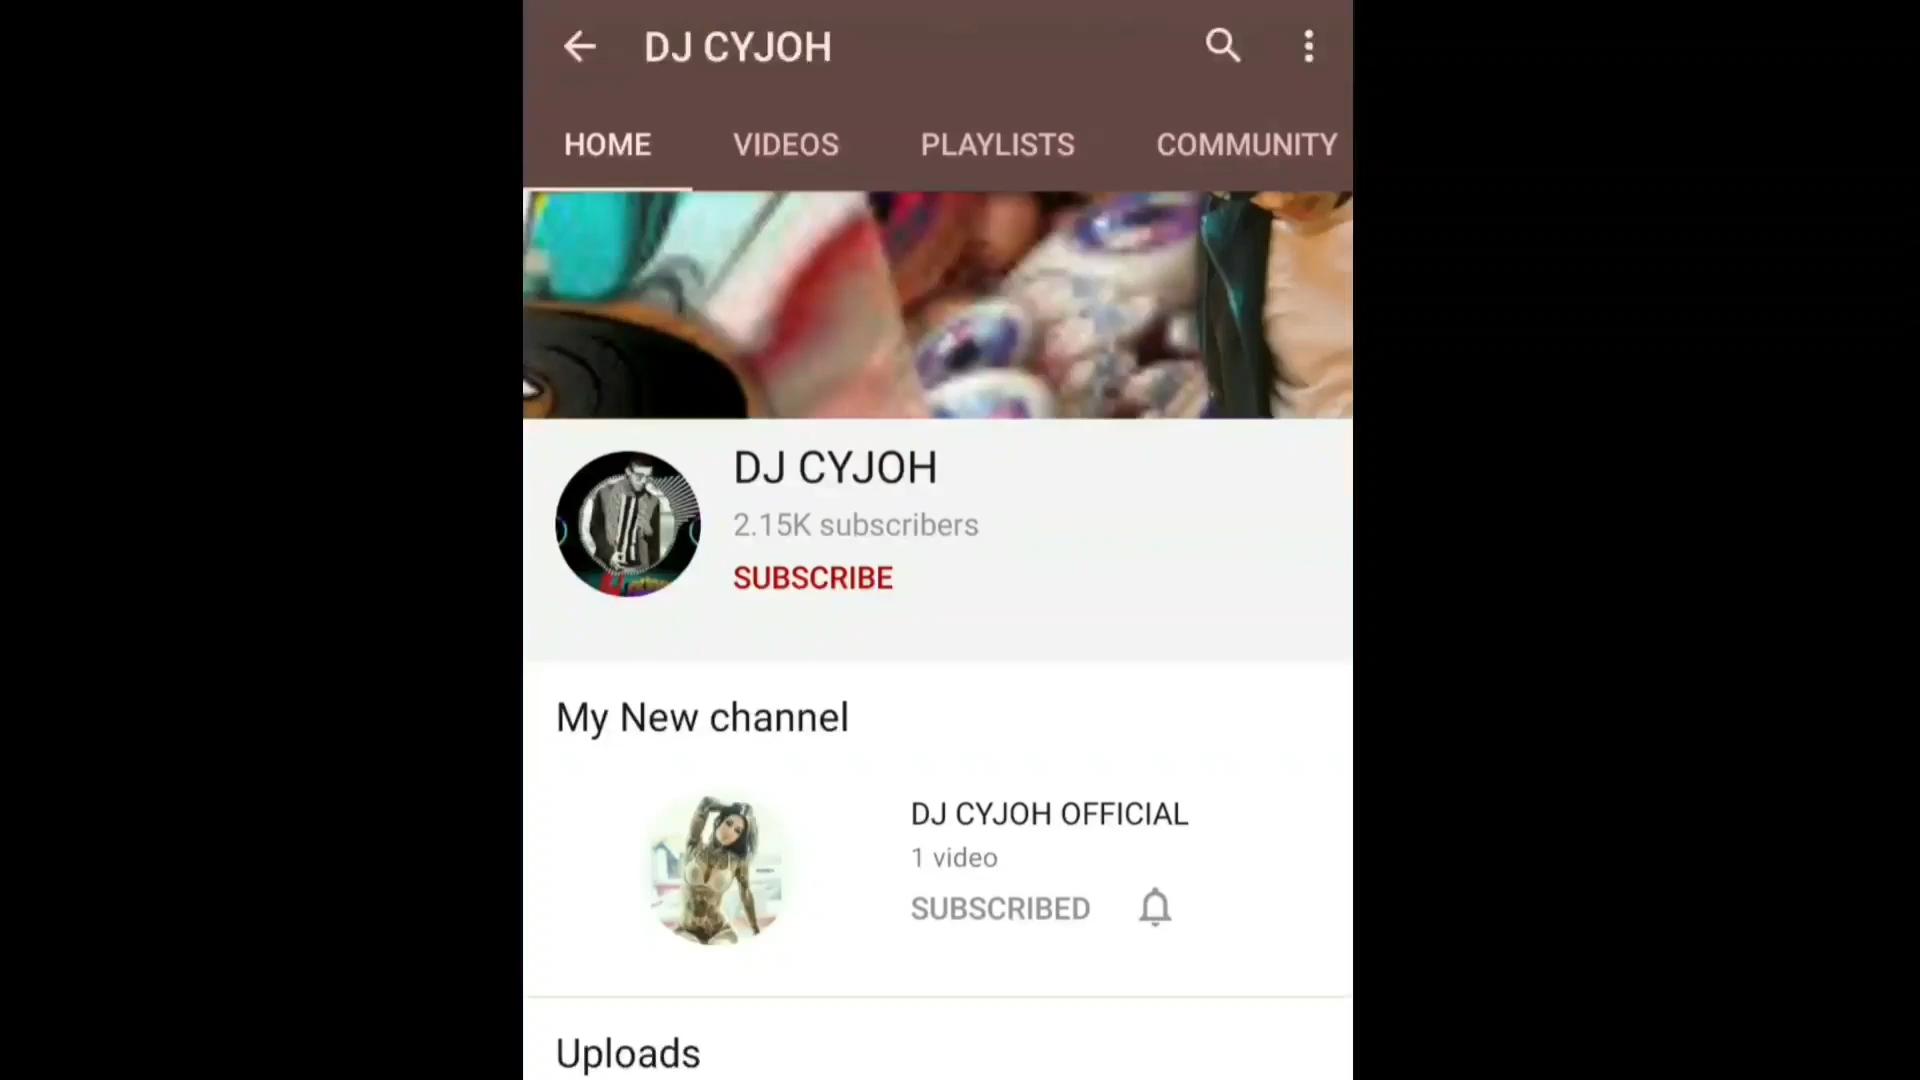 DJ CYJOH
HOME VIDEOS PLAYLISTS COMMUNITY
DJ CYJOH
2.15K subscribers
SUBSCRIBE
My New channel
DJ CYJOH OFFICIAL
1 video
SUBSCRIBED
Uploads